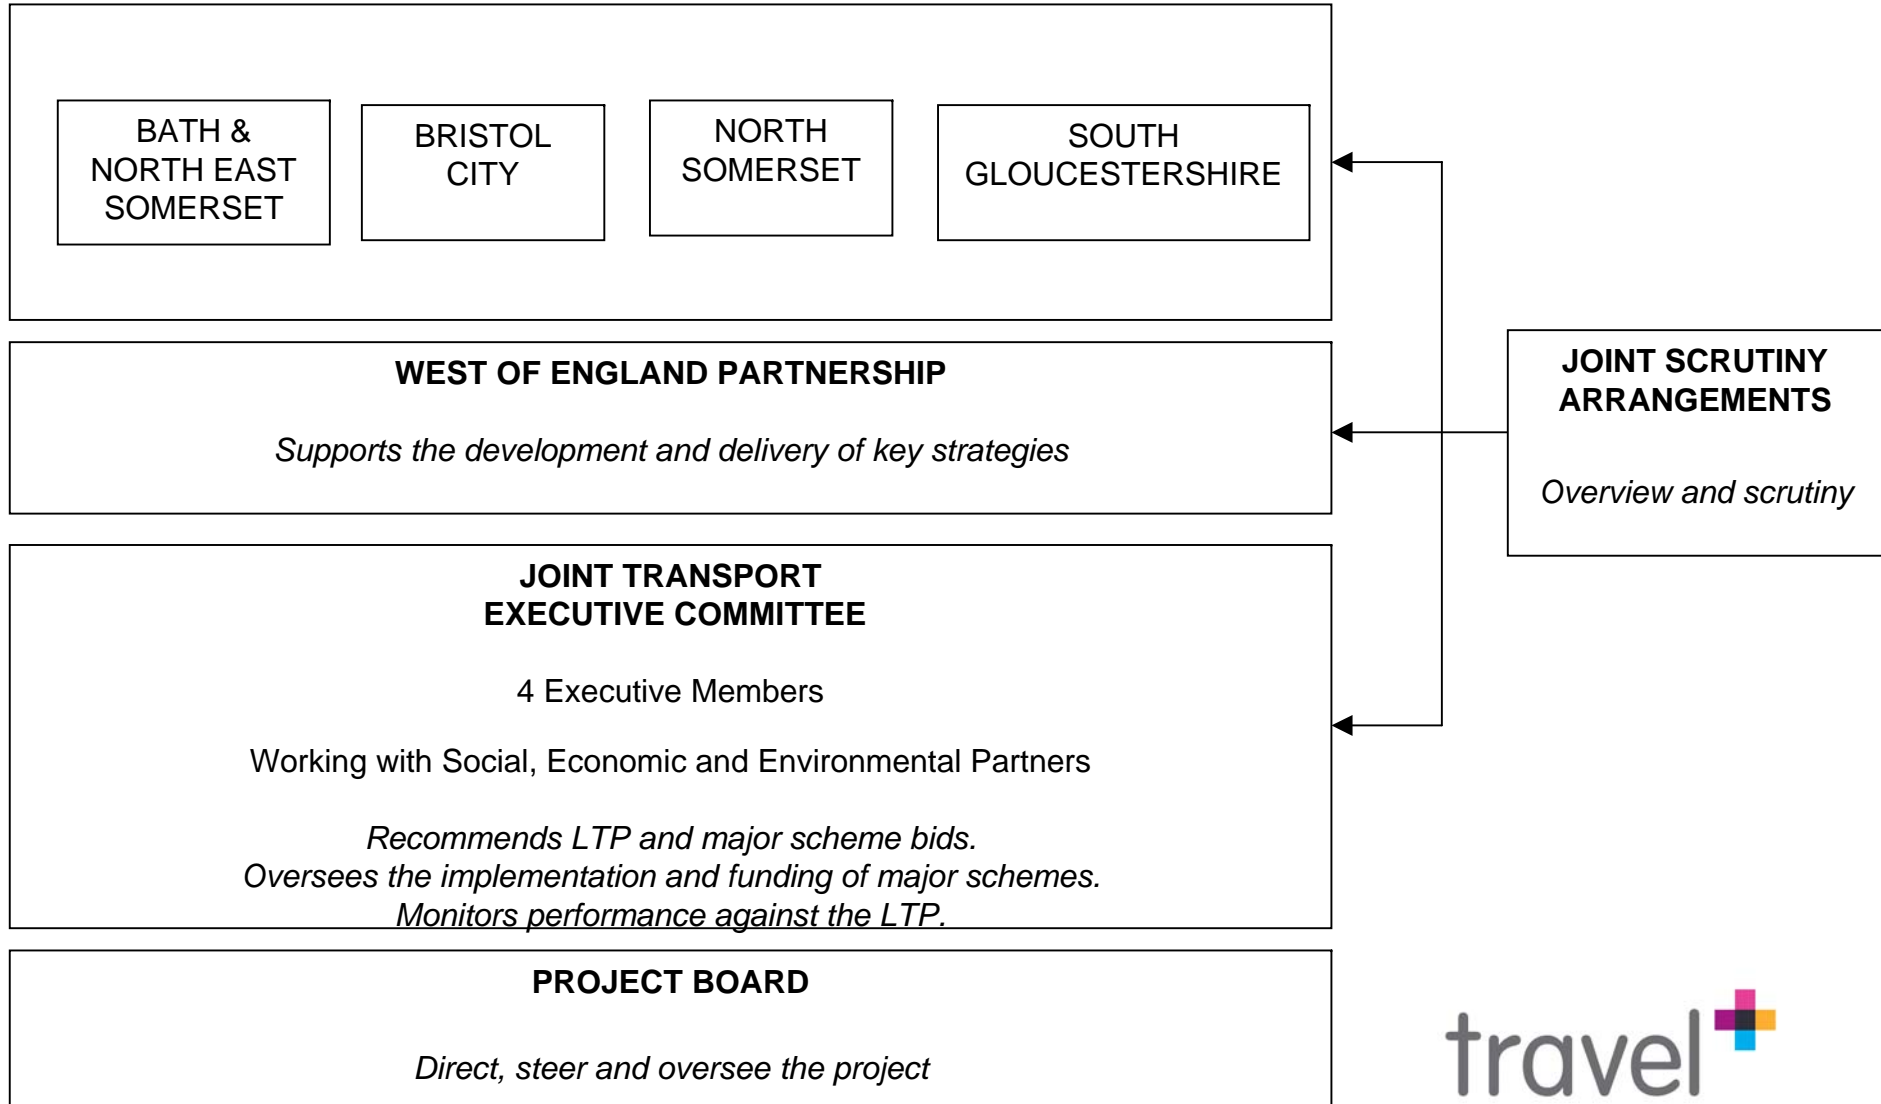 BATH &
NORTH EAST
SOMERSET
BRISTOL
CITY
NORTH
SOMERSET
SOUTH
GLOUCESTERSHIRE
WEST OF ENGLAND PARTNERSHIP
Supports the development and delivery of key strategies
JOINT SCRUTINY
ARRANGEMENTS
Overview and scrutiny
JOINT TRANSPORT
EXECUTIVE COMMITTEE
4 Executive Members
Working with Social, Economic and Environmental Partners
Recommends LTP and major scheme bids.
Oversees the implementation and funding of major schemes.
Monitors performance against the LTP.
PROJECT BOARD
Direct, steer and oversee the project
travel+